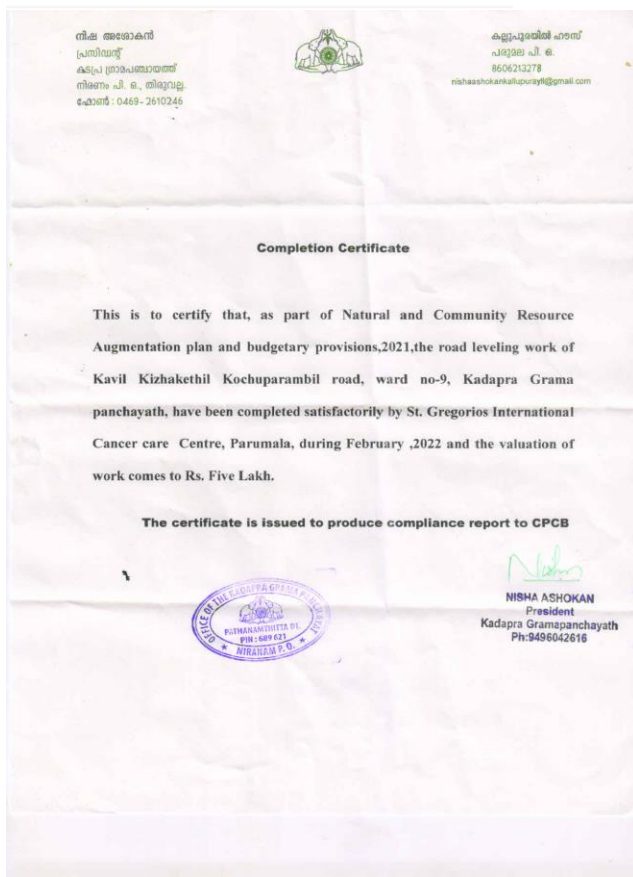 നിഷ അശോകൻ
പ്രസിഡന്റ്
കടപ്ര ഗ്രാമപഞ്ചായത്ത്
നിരണം പി. ഒ., തിരുവല്ല.
ഫോൺ : 0469- 2610246
കല്ലുപുരയിൽ ഹൗസ്
പരുമല പി. ഒ.
8606213278
nishaashokankallupurayil@gmail.com
Completion Certificate
This is to certify that, as part of Natural and Community Resource
Augmentation plan and budgetary provisions,2021,the road leveling work of
Kavil Kizhakethil Kochuparambil road, ward no-9, Kadapra Grama
panchayath, have been completed satisfactorily by St. Gregorios International
Cancer care Centre, Parumala, during February ,2022 and the valuation of
work comes to Rs. Five Lakh.
The certificate is issued to produce compliance report to CPCB
OFFICE OF THE KADAPRA GRAMA PANCHAYAT
PATHANAMTHITTA DT.
PIN : 689 621
★ NIRANAM P. O. ★
NISHA ASHOKAN
President
Kadapra Gramapanchayath
Ph:9496042616